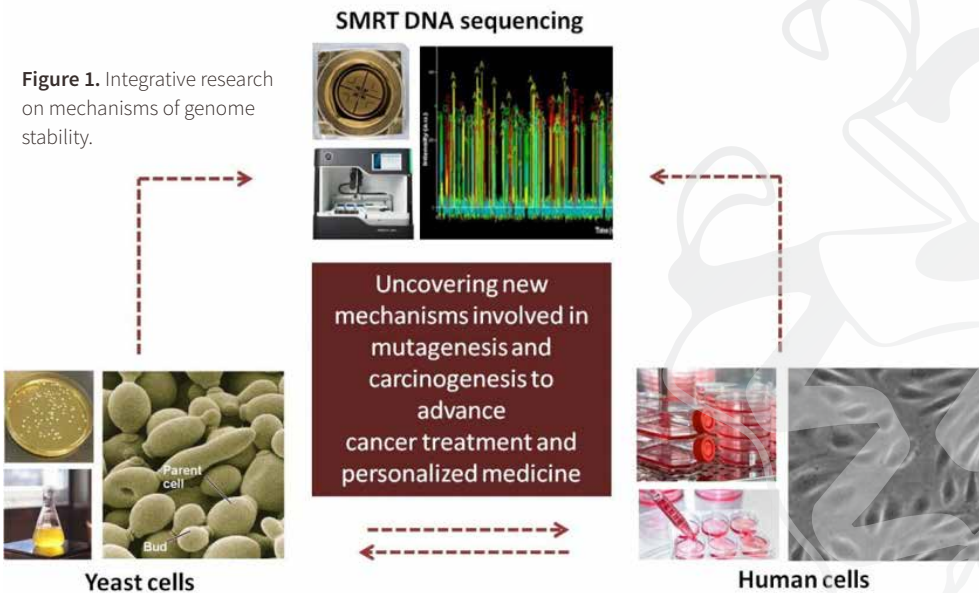 SMRT DNA sequencing
Figure 1. Integrative research
on mechanisms of genome
stability.
Uncovering new
mechanisms involved in
mutagenesis and
carcinogenesis to
advance
cancer treatment and
personalized medicine
Parent
cell
Bud
Yeast cells
Human cells